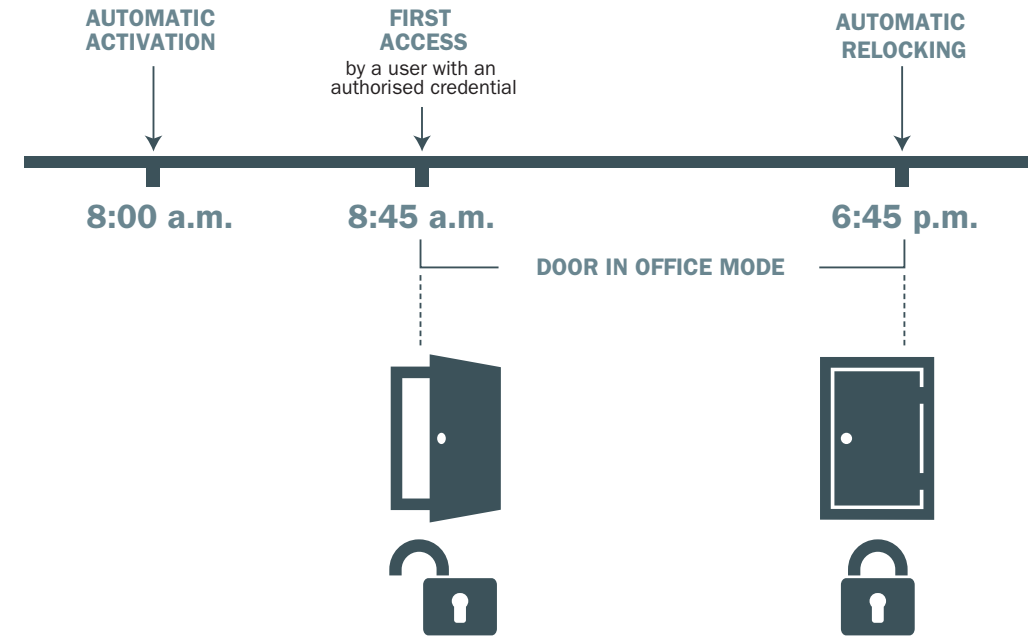 AUTOMATIC
ACTIVATION
FIRST
ACCESS
by a user with an
authorised credential
AUTOMATIC
RELOCKING
8:00 a.m.
8:45 a.m.
6:45 p.m.
DOOR IN OFFICE MODE